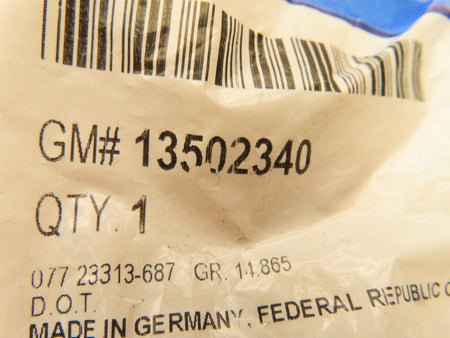 GM# 13502340
QTY. 1
077 23313-687 GR. 14.865
D.O.T.
MADE IN GERMANY, FEDERAL REPUBLIC